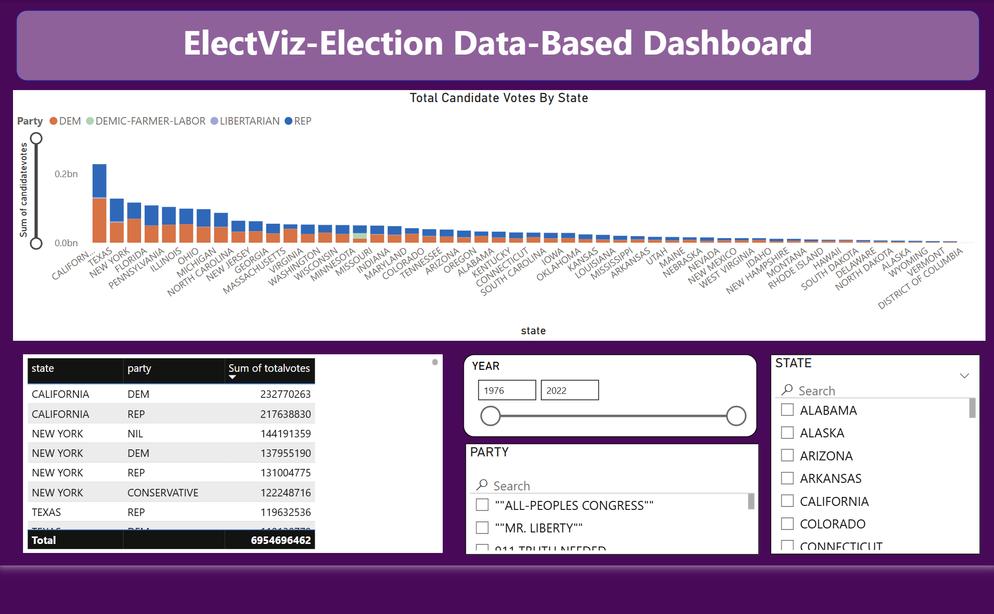 ElectViz-Election Data-Based Dashboard
Total Candidate Votes By State
Party DEM DEMIC-FARMER-LABOR LIBERTARIAN REP
Sum of candidatevotes
0.2bn
0.0bn
CALIFORN... TEXAS NEW YORK FLORIDA PENNSYLVANIA ILLINOIS OHIO MICHIGAN NORTH CAROLINA NEW JERSEY GEORGIA MASSACHUSETTS VIRGINIA WASHINGTON WISCONSIN MINNESOTA MISSOURI INDIANA MARYLAND COLORADO TENNESSEE ARIZONA OREGON ALABAMA KENTUCKY CONNECTICUT SOUTH CAROLINA IOWA OKLAHOMA KANSAS LOUISIANA MISSISSIPPI ARKANSAS UTAH MAINE NEBRASKA NEVADA NEW MEXICO WEST VIRGINIA IDAHO NEW HAMPSHIRE MONTANA RHODE ISLAND HAWAII SOUTH DAKOTA DELAWARE NORTH DAKOTA ALASKA WYOMING VERMONT DISTRICT OF COLUMBIA
state
state party Sum of totalvotes
CALIFORNIA DEM 232770263
CALIFORNIA REP 217638830
NEW YORK NIL 144191359
NEW YORK DEM 137955190
NEW YORK REP 131004775
NEW YORK CONSERVATIVE 122248716
TEXAS REP 119632536
TEXAS DEM
Total 6954696462
YEAR
1976 2022
PARTY
Search
""ALL-PEOPLES CONGRESS""
""MR. LIBERTY""
911 TRUTH NEEDED
STATE
Search
ALABAMA
ALASKA
ARIZONA
ARKANSAS
CALIFORNIA
COLORADO
CONNECTICUT